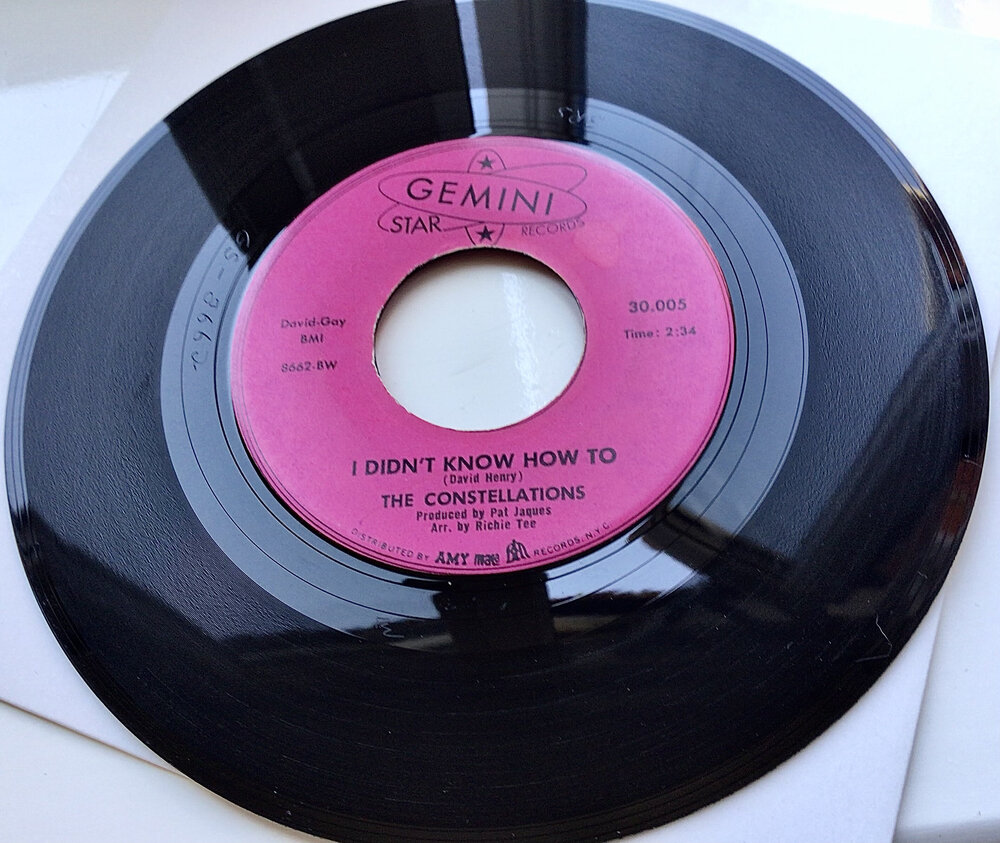 GEMINI
STAR RECORDS
David-Gay
BMI
8662-BW
30.005
Time: 2:34
I DIDN'T KNOW HOW TO
(David Henry)
THE CONSTELLATIONS
Produced by Pat Jaques
Arr. by Richie Tee
DISTRIBUTED BY AMY mala Bell RECORDS, N.Y.C.